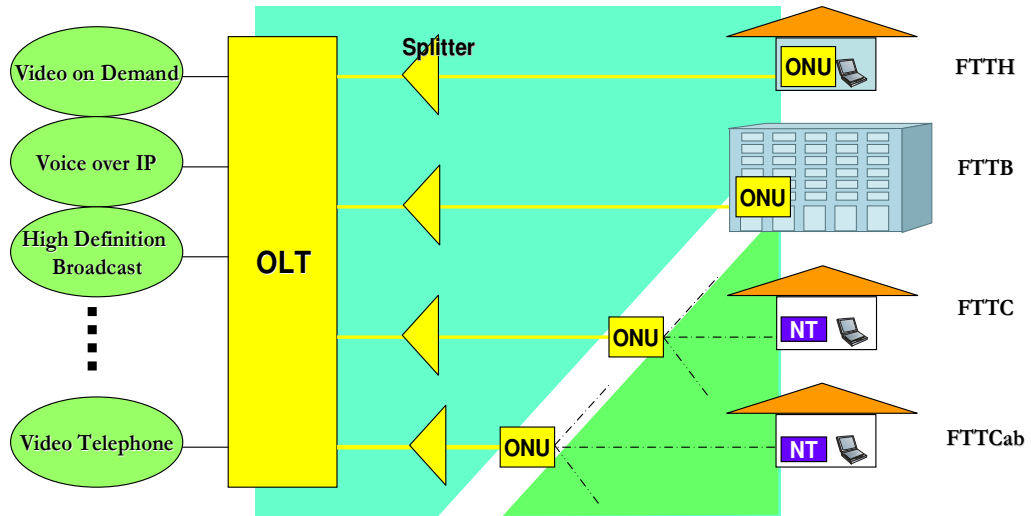 Splitter
Video on Demand
ONU
FTTH
Voice over IP
FTTB
ONU
High Definition
Broadcast
OLT
FTTC
ONU
NT
Video Telephone
ONU
NT
FTTCab